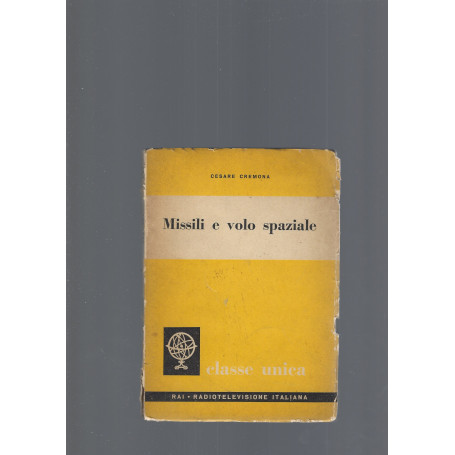 CESARE CREMONA
Missili e volo spaziale
classe unica
RAI • RADIOTELEVISIONE ITALIANA